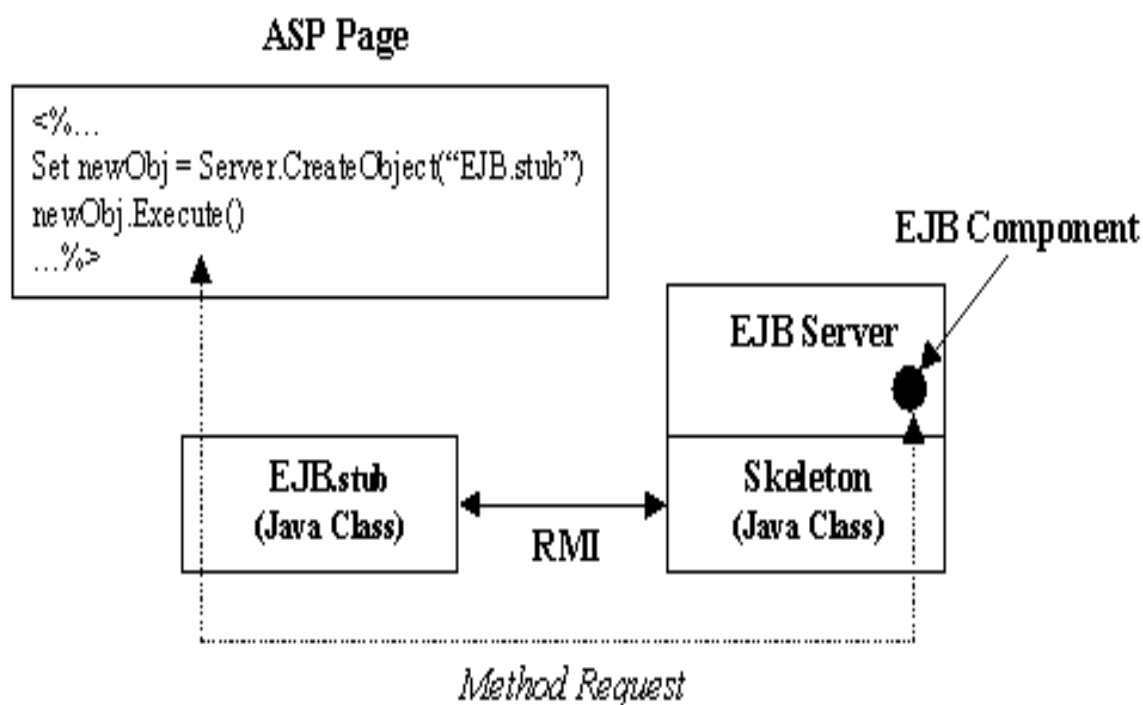 ASP Page
<%...
Set newObj = Server.CreateObject(“EJB.stub”)
newObj.Execute()
...%>
EJB Component
EJB Server
EJB.stub
(Java Class)
RMI
Skeleton
(Java Class)
Method Request